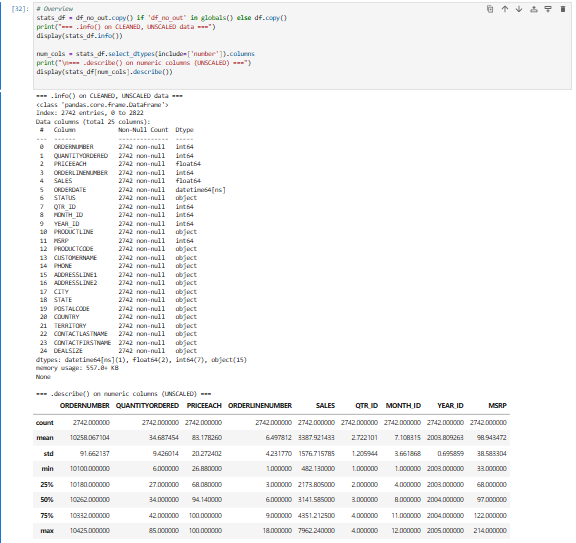 [32]:
# Overview
stats_df = df_no_out.copy() if 'df_no_out' in globals() else df.copy()
print("=== .info() on CLEANED, UNSCALED data ===")
display(stats_df.info())
num_cols = stats_df.select_dtypes(include=['number']).columns
print("\n=== .describe() on numeric columns (UNSCALED) ===")
display(stats_df[num_cols].describe())
=== .info() on CLEANED, UNSCALED data ===
<class 'pandas.core.frame.DataFrame'>
Index: 2742 entries, 0 to 2822
Data columns (total 25 columns):
# Column Non-Null Count Dtype
--- ------ -------------- -----
0 ORDERNUMBER 2742 non-null int64
1 QUANTITYORDERED 2742 non-null int64
2 PRICEEACH 2742 non-null float64
3 ORDERLINENUMBER 2742 non-null int64
4 SALES 2742 non-null float64
5 ORDERDATE 2742 non-null datetime64[ns]
6 STATUS 2742 non-null object
7 QTR_ID 2742 non-null int64
8 MONTH_ID 2742 non-null int64
9 YEAR_ID 2742 non-null int64
10 PRODUCTLINE 2742 non-null object
11 MSRP 2742 non-null int64
12 PRODUCTCODE 2742 non-null object
13 CUSTOMERNAME 2742 non-null object
14 PHONE 2742 non-null object
15 ADDRESSLINE1 2742 non-null object
16 ADDRESSLINE2 2742 non-null object
17 CITY 2742 non-null object
18 STATE 2742 non-null object
19 POSTALCODE 2742 non-null object
20 COUNTRY 2742 non-null object
21 TERRITORY 2742 non-null object
22 CONTACTLASTNAME 2742 non-null object
23 CONTACTFIRSTNAME 2742 non-null object
24 DEALSIZE 2742 non-null object
dtypes: datetime64[ns](1), float64(2), int64(7), object(15)
memory usage: 557.0+ KB
None
=== .describe() on numeric columns (UNSCALED) ===
ORDERNUMBER QUANTITYORDERED PRICEEACH ORDERLINENUMBER SALES QTR_ID MONTH_ID YEAR_ID MSRP
count 2742.000000 2742.000000 2742.000000 2742.000000 2742.000000 2742.000000 2742.000000 2742.000000 2742.000000
mean 10258.067104 34.687454 83.178260 6.497812 3387.921433 2.722101 7.108315 2003.809263 98.943472
std 91.662137 9.426014 20.272402 4.231770 1576.715785 1.205944 3.661868 0.695859 38.583304
min 10100.000000 6.000000 26.880000 1.000000 482.130000 1.000000 1.000000 2003.000000 33.000000
25% 10180.000000 27.000000 68.080000 3.000000 2173.805000 2.000000 4.000000 2003.000000 68.000000
50% 10262.000000 34.000000 94.140000 6.000000 3141.585000 3.000000 8.000000 2004.000000 97.000000
75% 10332.000000 42.000000 100.000000 9.000000 4351.212500 4.000000 11.000000 2004.000000 122.000000
max 10425.000000 85.000000 100.000000 18.000000 7962.240000 4.000000 12.000000 2005.000000 214.000000